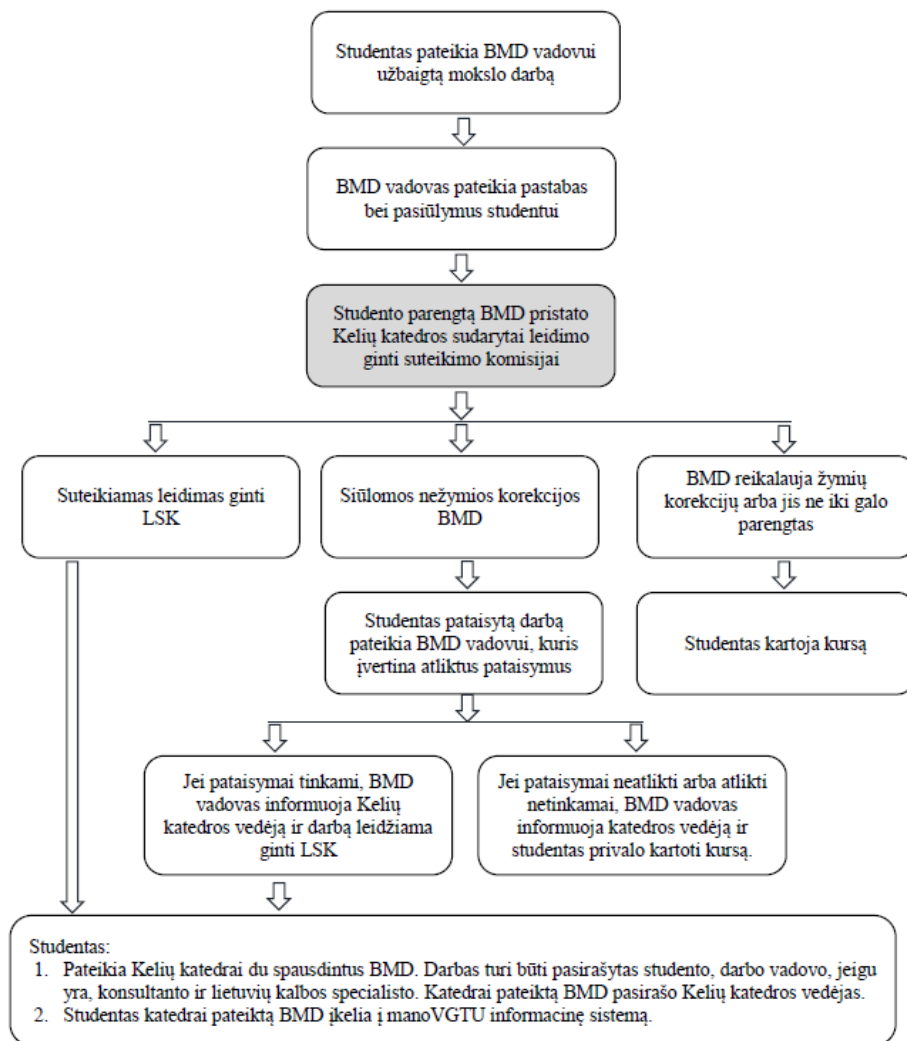 Studentas pateikia BMD vadovui
užbaigtą mokslo darbą
BMD vadovas pateikia pastabas
bei pasiūlymus studentui
Studento parengtą BMD pristato
Kelių katedros sudarytai leidimo
ginti suteikimo komisijai
Suteikiamas leidimas ginti
LSK
Siūlomos nežymios korekcijos
BMD
BMD reikalauja žymių
korekcijų arba jis ne iki galo
parengtas
Studentas pataisytą darbą
pateikia BMD vadovui, kuris
įvertina atliktus pataisymus
Studentas kartoja kursą
Jei pataisymai tinkami, BMD
vadovas informuoja Kelių
katedros vedėją ir darbą leidžiama
ginti LSK
Jei pataisymai neatlikti arba atlikti
netinkamai, BMD vadovas
informuoja katedros vedėją ir
studentas privalo kartoti kursą.
Studentas:
1. Pateikia Kelių katedrai du spausdintus BMD. Darbas turi būti pasirašytas studento, darbo vadovo, jeigu
yra, konsultanto ir lietuvių kalbos specialisto. Katedrai pateiktą BMD pasirašo Kelių katedros vedėjas.
2. Studentas katedrai pateiktą BMD įkelia į manoVGTU informacinę sistemą.